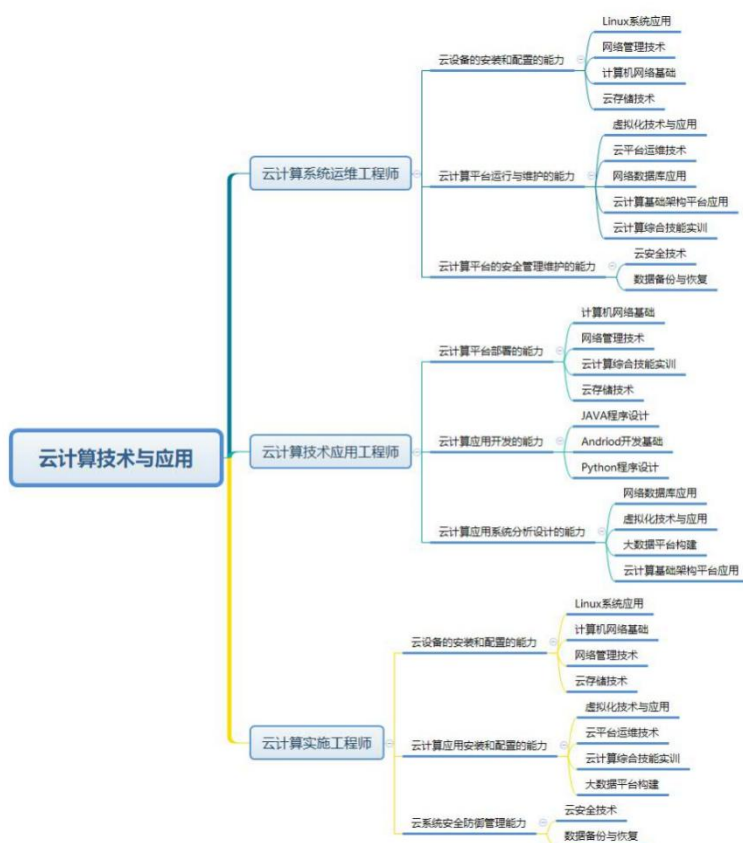 云计算技术与应用
云计算系统运维工程师
云设备的安装和配置的能力
Linux系统应用
网络管理技术
计算机网络基础
云存储技术
云计算平台运行与维护的能力
虚拟化技术与应用
云平台运维技术
网络数据库应用
云计算基础架构平台应用
云计算综合技能实训
云计算平台的安全管理维护的能力
云安全技术
数据备份与恢复
云计算技术应用工程师
云计算平台部署的能力
计算机网络基础
网络管理技术
云计算综合技能实训
云存储技术
云计算应用开发的能力
JAVA程序设计
Andriod开发基础
Python程序设计
云计算应用系统分析设计的能力
网络数据库应用
虚拟化技术与应用
大数据平台构建
云计算基础架构平台应用
云计算实施工程师
云设备的安装和配置的能力
Linux系统应用
计算机网络基础
网络管理技术
云存储技术
云计算应用安装和配置的能力
虚拟化技术与应用
云平台运维技术
云计算综合技能实训
大数据平台构建
云系统安全防御管理能力
云安全技术
数据备份与恢复